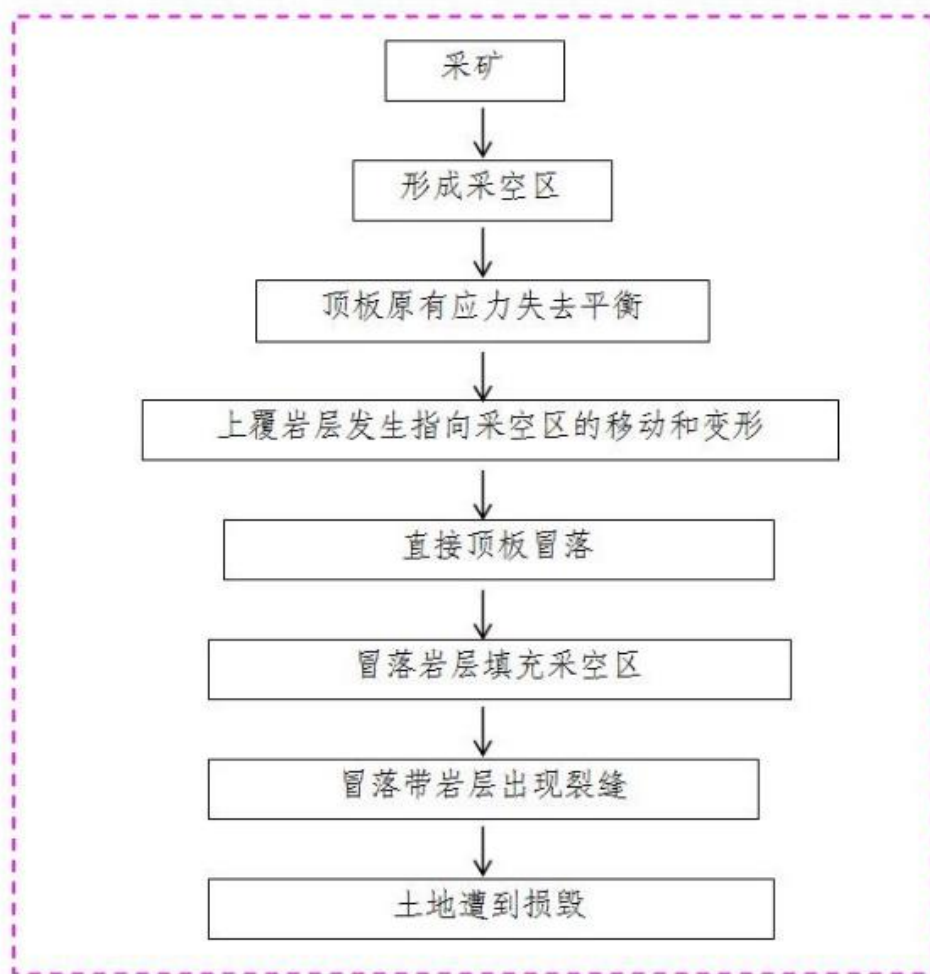 采矿
形成采空区
顶板原有应力失去平衡
上覆岩层发生指向采空区的移动和变形
直接顶板冒落
冒落岩层填充采空区
冒落带岩层出现裂缝
土地遭到损毁